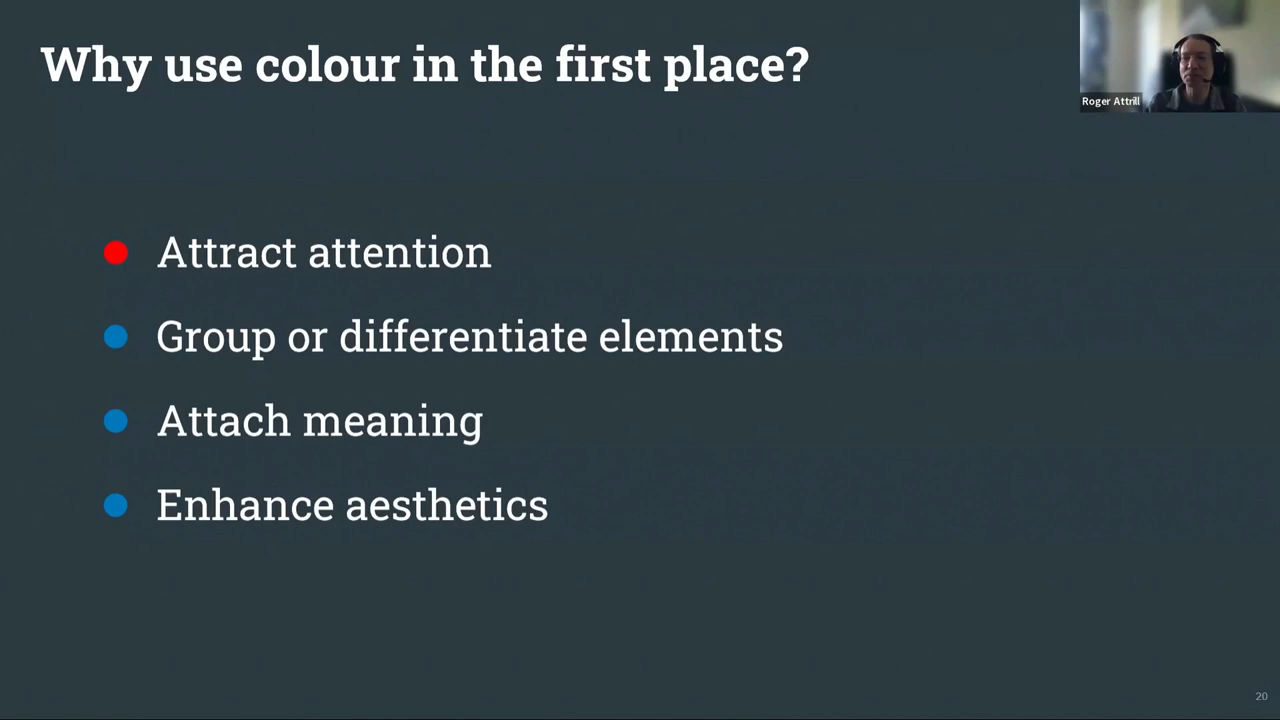 Why use colour in the first place?
Roger Attrill
Attract attention
Group or differentiate elements
Attach meaning
Enhance aesthetics
20